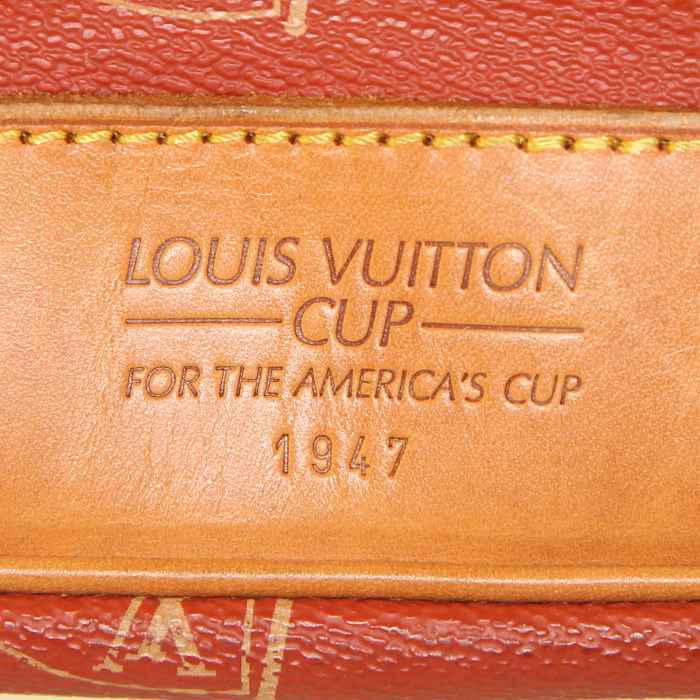 LOUIS VUITTON
CUP
FOR THE AMERICA'S CUP
1947
V